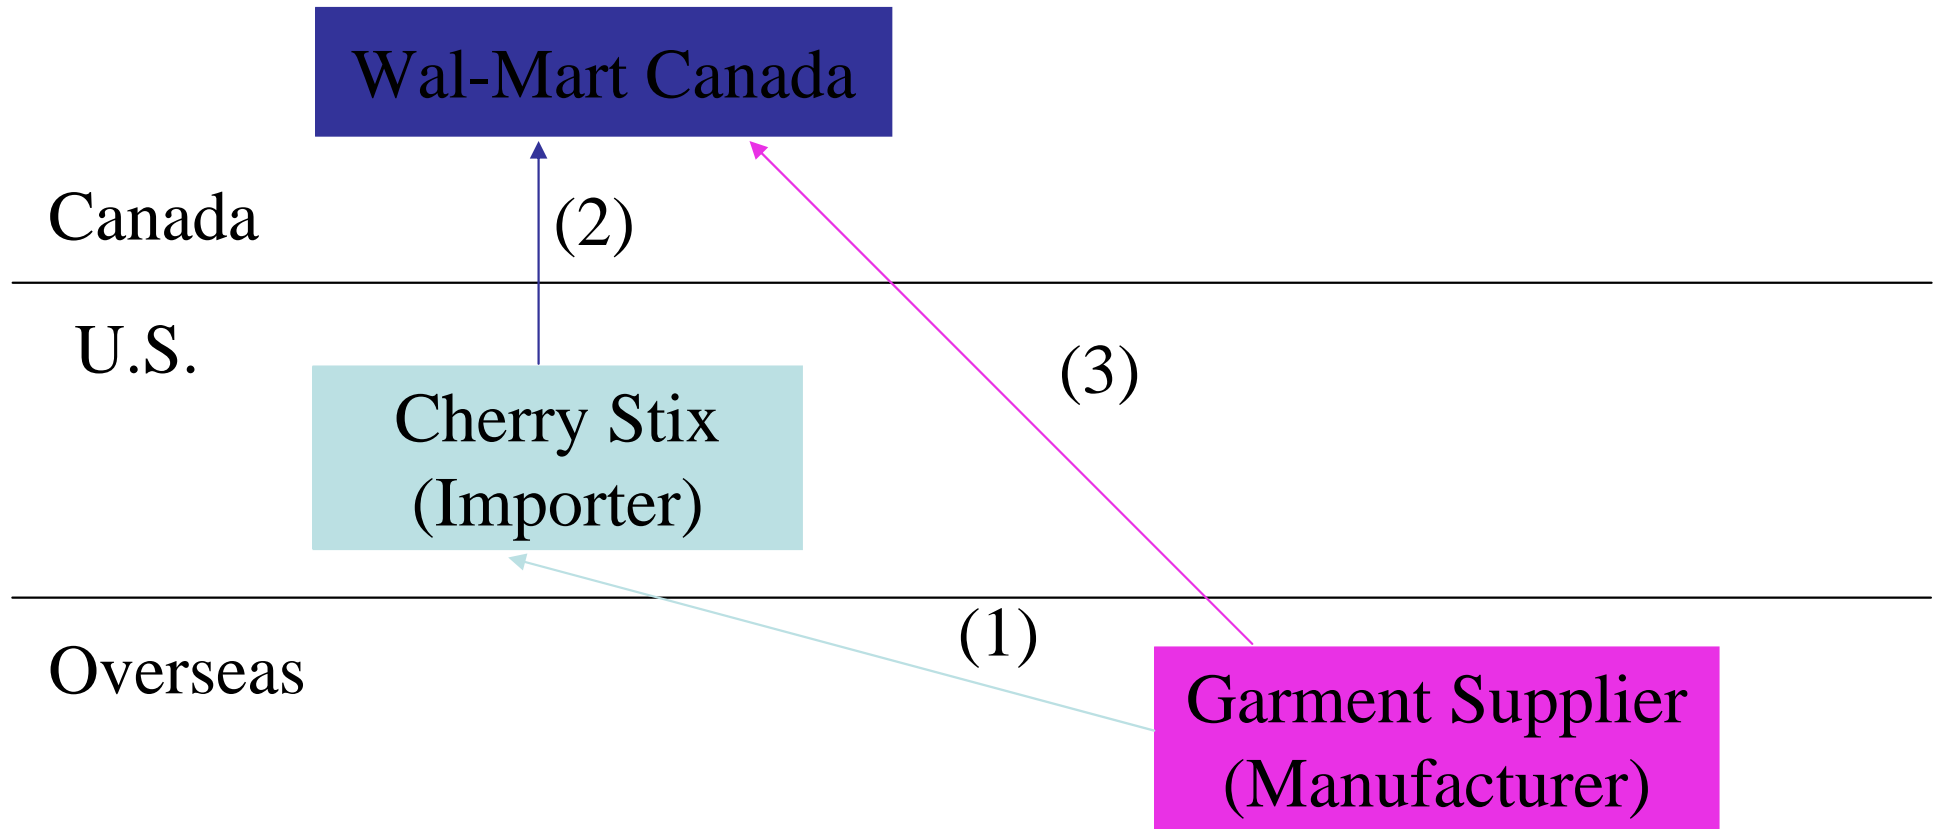 Wal-Mart Canada
Canada
(2)
U.S.
(3)
Cherry Stix
(Importer)
(1)
Overseas
Garment Supplier
(Manufacturer)